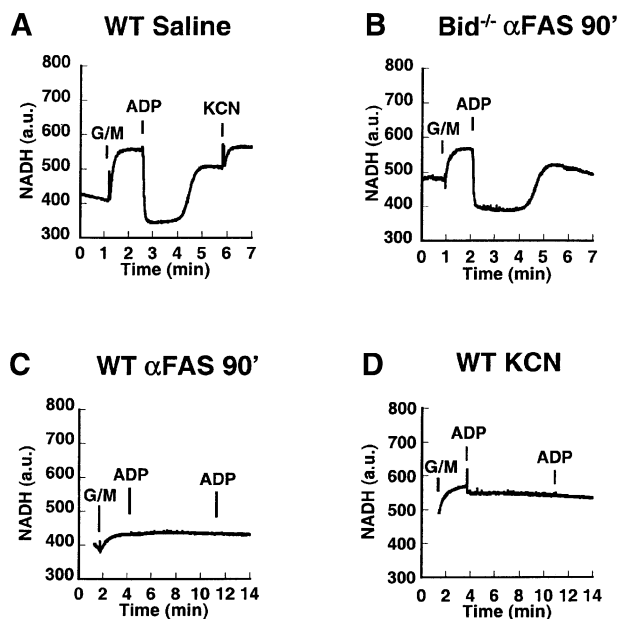 A WT Saline
800
700
600
500
400
300
NADH (a.u.)
G/M
ADP
KCN
0 1 2 3 4 5 6 7
Time (min)
B Bid-/- αFAS 90’
800
700
600
500
400
300
NADH (a.u.)
G/M
ADP
0 1 2 3 4 5 6 7
Time (min)
C WT αFAS 90’
800
700
600
500
400
300
NADH (a.u.)
G/M
ADP
ADP
0 2 4 6 8 10 12 14
Time (min)
D WT KCN
800
700
600
500
400
300
NADH (a.u.)
G/M
ADP
ADP
0 2 4 6 8 10 12 14
Time (min)